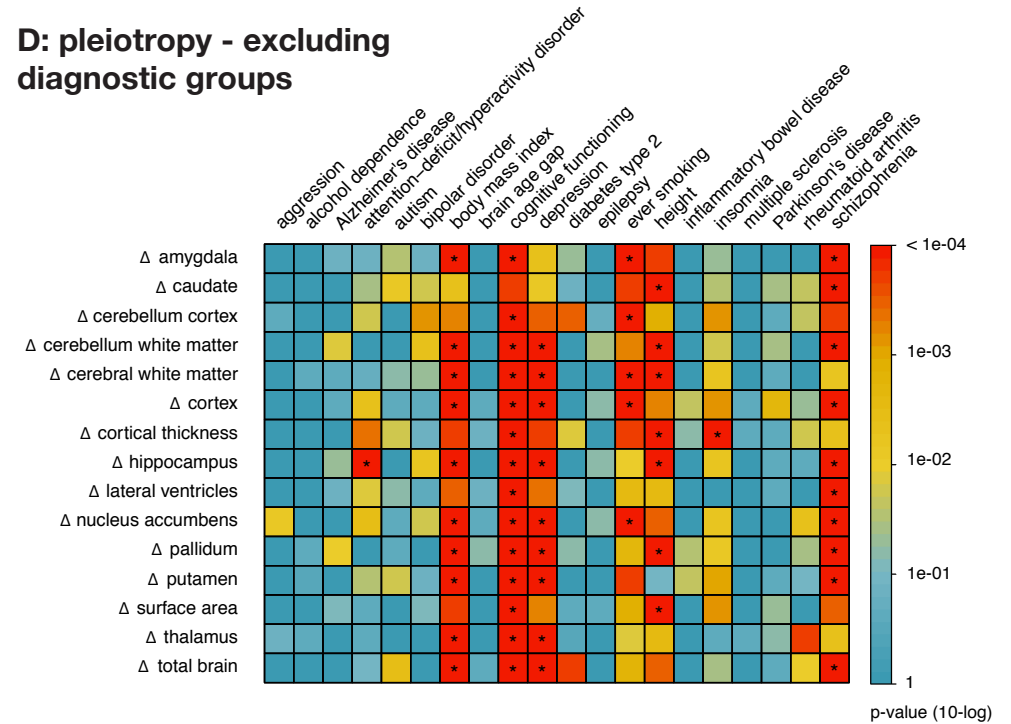 D: pleiotropy - excluding
diagnostic groups
aggression
alcohol dependence
Alzheimer's disease
attention−deficit/hyperactivity disorder
autism
bipolar disorder
body mass index
brain age gap
cognitive functioning
depression
diabetes type 2
epilepsy
ever smoking
height
inflammatory bowel disease
insomnia
multiple sclerosis
Parkinson's disease
rheumatoid arthritis
schizophrenia
Δ amygdala * * * *
Δ caudate * *
Δ cerebellum cortex * *
Δ cerebellum white matter * * * * *
Δ cerebral white matter * * * * *
Δ cortex * * * * *
Δ cortical thickness * * *
Δ hippocampus * * * * * *
Δ lateral ventricles * *
Δ nucleus accumbens * * * * *
Δ pallidum * * * * *
Δ putamen * * * *
Δ surface area * *
Δ thalamus * * *
Δ total brain * * * *
< 1e-04
1e-03
1e-02
1e-01
1
p-value (10-log)